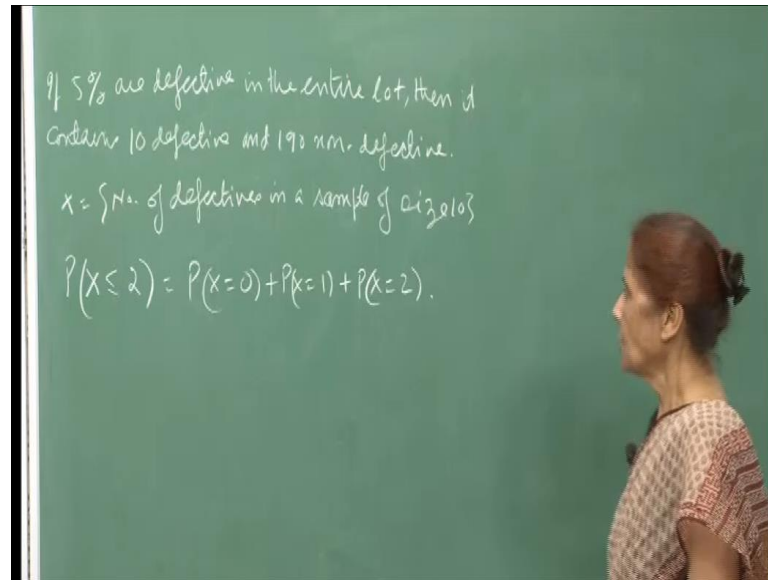 If 5% are defective in the entire lot, then it
contains 10 defective and 190 non-defective.
X = {No. of defectives in a sample of size 10}
P(X ≤ 2) = P(X = 0) + P(X = 1) + P(X = 2).